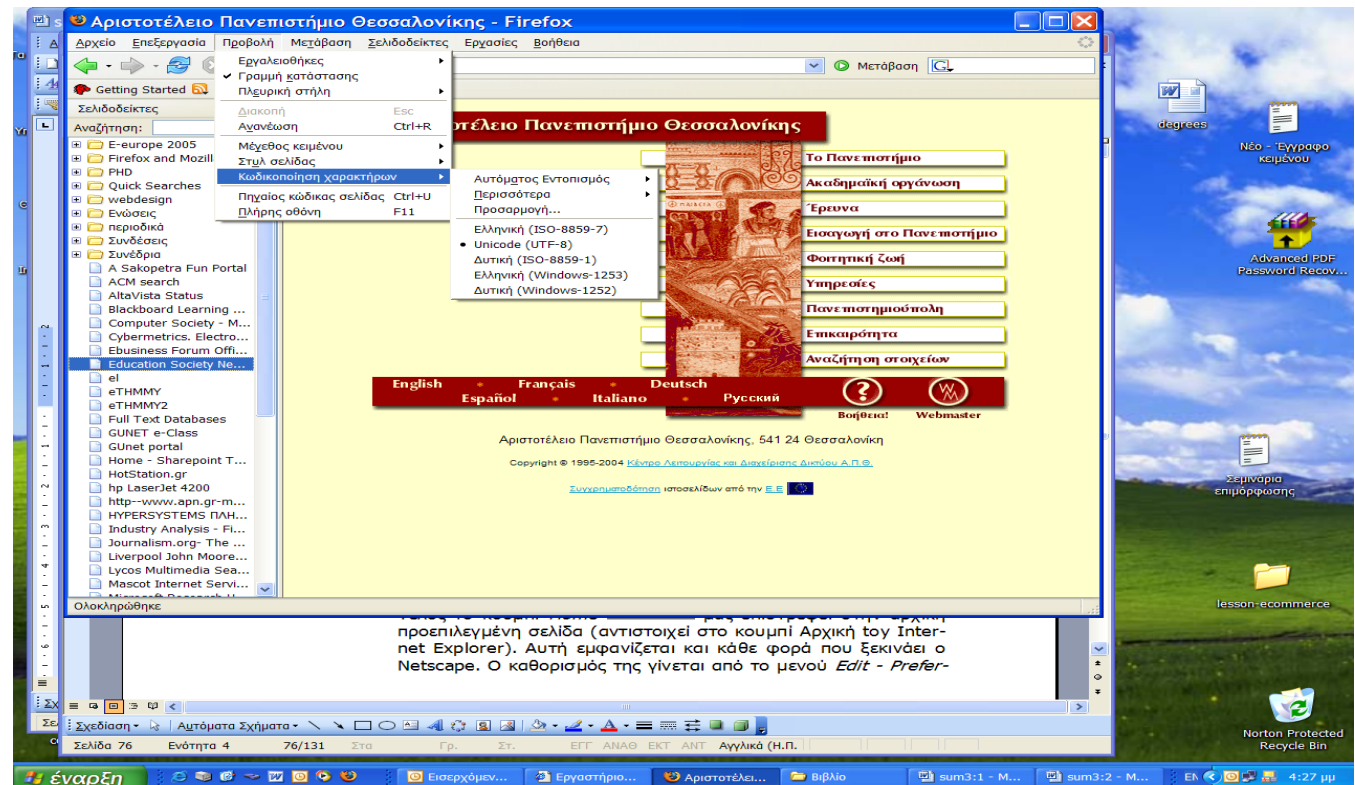 Αριστοτέλειο Πανεπιστήμιο Θεσσαλονίκης - Firefox
Αρχείο Επεξεργασία Προβολή Μετάβαση Σελιδοδείκτες Εργασίες Βοήθεια
Μετάβαση
Getting Started
Σελιδοδείκτες
Αναζήτηση:
E-europe 2005
Firefox and Mozill
PHD
Quick Searches
webdesign
Ενώσεις
περιοδικά
Συνδέσεις
Συνέδρια
A Sakopetra Fun Portal
ACM search
AltaVista Status
Blackboard Learning ...
Computer Society - M...
Cybermetrics. Electro...
Ebusiness Forum Offi...
Education Society Ne...
el
eTHMMY
eTHMMY2
Full Text Databases
GUNET e-Class
GUnet portal
Home - Sharepoint T...
HotStation.gr
hp LaserJet 4200
http--www.apn.gr-m...
HYPERSYSTEMS ΠΛΗ...
Industry Analysis - Fi...
Journalism.org- The ...
Liverpool John Moore...
Lycos Multimedia Sea...
Mascot Internet Servi...
Ολοκληρώθηκε
Εργαλειοθήκες
Γραμμή κατάστασης
Πλευρική στήλη
Διακοπή Esc
Ανανέωση Ctrl+R
Μέγεθος κειμένου
Στυλ σελίδας
Κωδικοποίηση χαρακτήρων
Πηγαίος κώδικας σελίδας Ctrl+U
Πλήρης οθόνη F11
Αυτόματος Εντοπισμός
Περισσότερα
Προσαρμογή...
Ελληνική (ISO-8859-7)
Unicode (UTF-8)
Δυτική (ISO-8859-1)
Ελληνική (Windows-1253)
Δυτική (Windows-1252)
τέλειο Πανεπιστήμιο Θεσσαλονίκης
Το Πανεπιστήμιο
Ακαδημαϊκή οργάνωση
Έρευνα
Εισαγωγή στο Πανεπιστήμιο
Φοιτητική ζωή
Υπηρεσίες
Πανεπιστημιούπολη
Επικαιρότητα
Αναζήτηση στοιχείων
English • Français • Deutsch
Español • Italiano • Русский
Βοήθεια! Webmaster
Αριστοτέλειο Πανεπιστήμιο Θεσσαλονίκης, 541 24 Θεσσαλονίκη
Copyright © 1995-2004 Κέντρο Λειτουργίας και Διαχείρισης Δικτύου Α.Π.Θ.
Συγχρηματοδότηση ιστοσελίδων από την Ε.Ε
προεπιλεγμένη σελίδα (αντιστοιχεί στο κουμπί Αρχική toy Inter-
net Explorer). Αυτή εμφανίζεται και κάθε φορά που ξεκινάει ο
Netscape. Ο καθορισμός της γίνεται από το μενού Edit - Prefer-
Σχεδίαση Αυτόματα Σχήματα
Σελίδα 76 Ενότητα 4 76/131 Στα Γρ. Στ. ΕΓΓ ΑΝΑΘ ΕΚΤ ΑΝΤ Αγγλικά (Η.Π.
degrees
Νέο - Έγγραφο
κειμένου
Advanced PDF
Password Recov...
Σεμινάρια
επιμόρφωσης
lesson-ecommerce
Norton Protected
Recycle Bin
έναρξη
Εισερχόμεν...
Εργαστήριο...
Αριστοτέλει...
Βιβλίο
sum3:1 - M...
sum3:2 - M...
EN
4:27 μμ